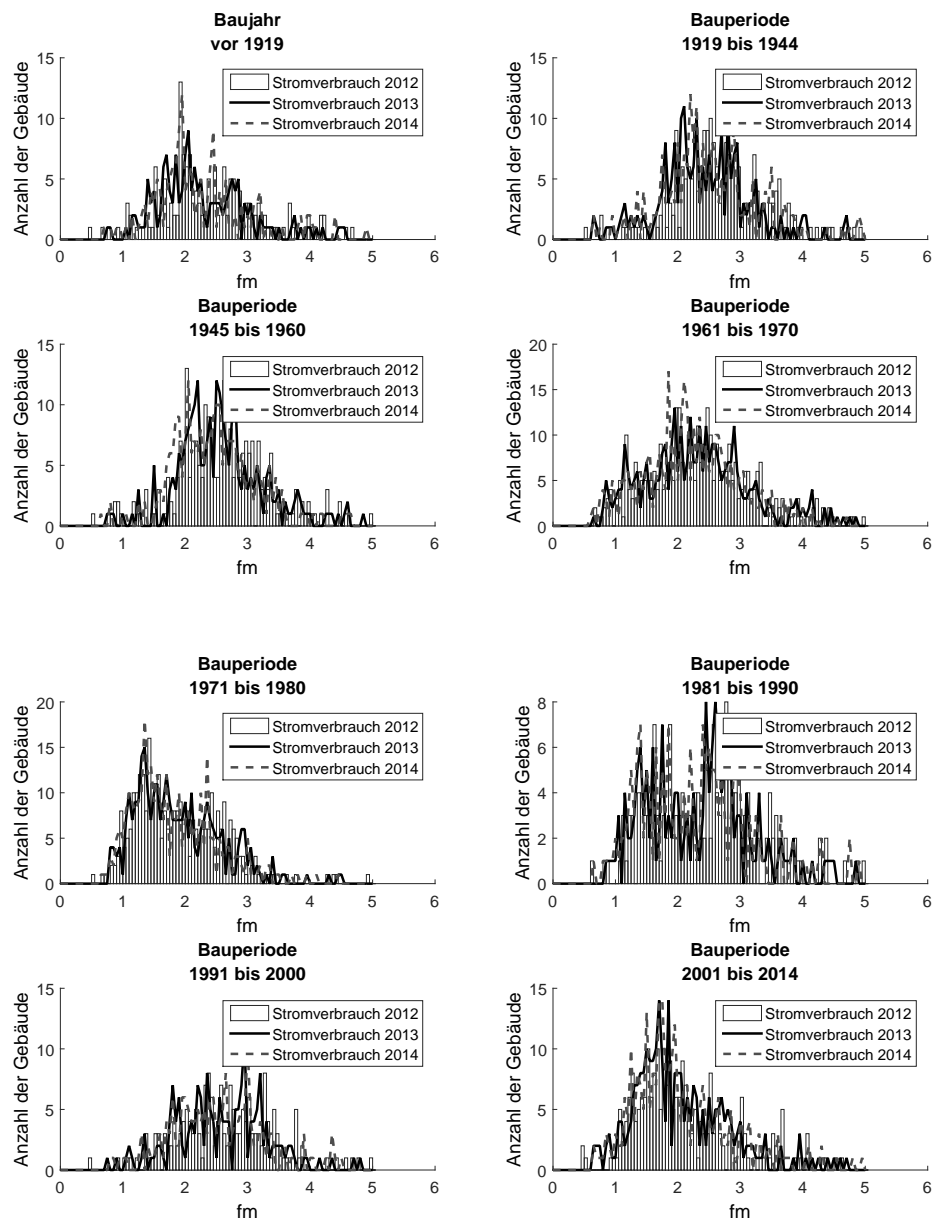 Baujahr
vor 1919
Anzahl der Gebäude
15
10
5
0
Stromverbrauch 2012
Stromverbrauch 2013
Stromverbrauch 2014
0 1 2 3 4 5 6
fm
Bauperiode
1919 bis 1944
Anzahl der Gebäude
15
10
5
0
Stromverbrauch 2012
Stromverbrauch 2013
Stromverbrauch 2014
0 1 2 3 4 5 6
fm
Bauperiode
1945 bis 1960
Anzahl der Gebäude
15
10
5
0
Stromverbrauch 2012
Stromverbrauch 2013
Stromverbrauch 2014
0 1 2 3 4 5 6
fm
Bauperiode
1961 bis 1970
Anzahl der Gebäude
20
15
10
5
0
Stromverbrauch 2012
Stromverbrauch 2013
Stromverbrauch 2014
0 1 2 3 4 5 6
fm
Bauperiode
1971 bis 1980
Anzahl der Gebäude
20
15
10
5
0
Stromverbrauch 2012
Stromverbrauch 2013
Stromverbrauch 2014
0 1 2 3 4 5 6
fm
Bauperiode
1981 bis 1990
Anzahl der Gebäude
8
6
4
2
0
Stromverbrauch 2012
Stromverbrauch 2013
Stromverbrauch 2014
0 1 2 3 4 5 6
fm
Bauperiode
1991 bis 2000
Anzahl der Gebäude
15
10
5
0
Stromverbrauch 2012
Stromverbrauch 2013
Stromverbrauch 2014
0 1 2 3 4 5 6
fm
Bauperiode
2001 bis 2014
Anzahl der Gebäude
15
10
5
0
Stromverbrauch 2012
Stromverbrauch 2013
Stromverbrauch 2014
0 1 2 3 4 5 6
fm